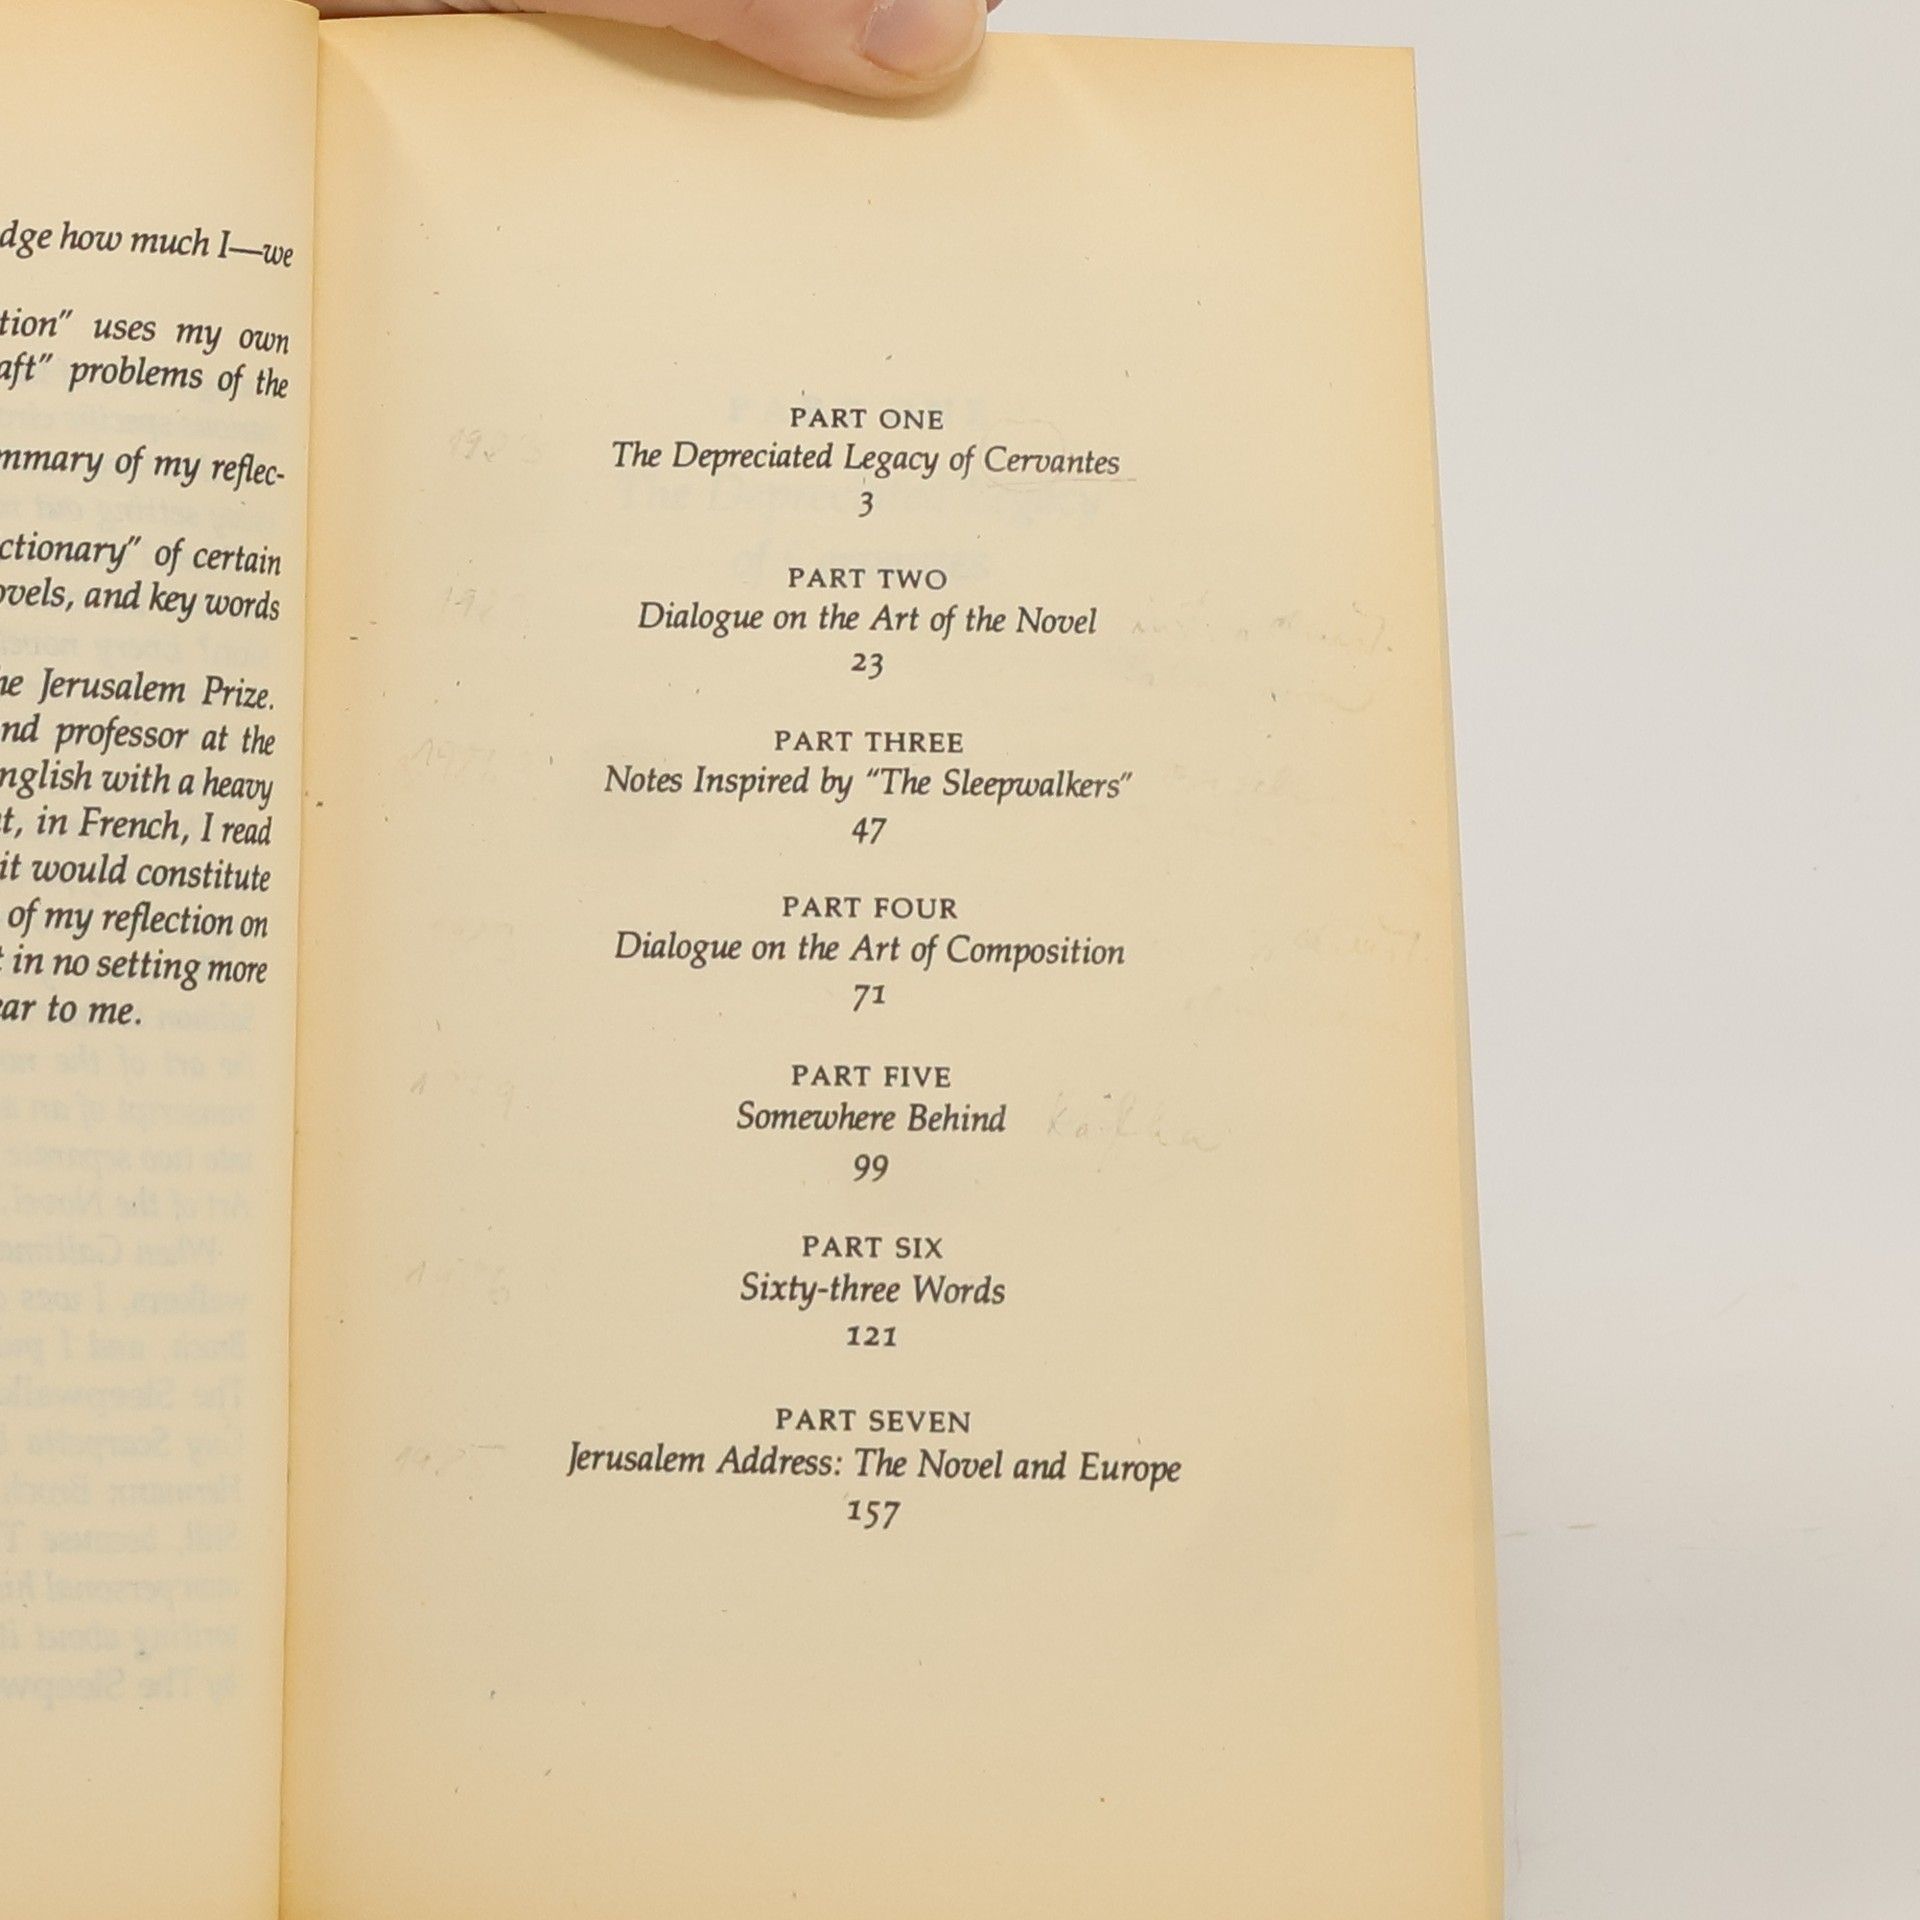 dge how much I—we
tion" uses my own
aft" problems of the
mmary of my reflec-
ctionary" of certain
ovels, and key words
he Jerusalem Prize.
nd professor at the
nglish with a heavy
t, in French, I read
it would constitute
of my reflection on
t in no setting more
ear to me.
PART ONE
The Depreciated Legacy of Cervantes
3
PART TWO
Dialogue on the Art of the Novel
23
PART THREE
Notes Inspired by "The Sleepwalkers"
47
PART FOUR
Dialogue on the Art of Composition
71
PART FIVE
Somewhere Behind Kafka
99
PART SIX
Sixty-three Words
121
PART SEVEN
Jerusalem Address: The Novel and Europe
157